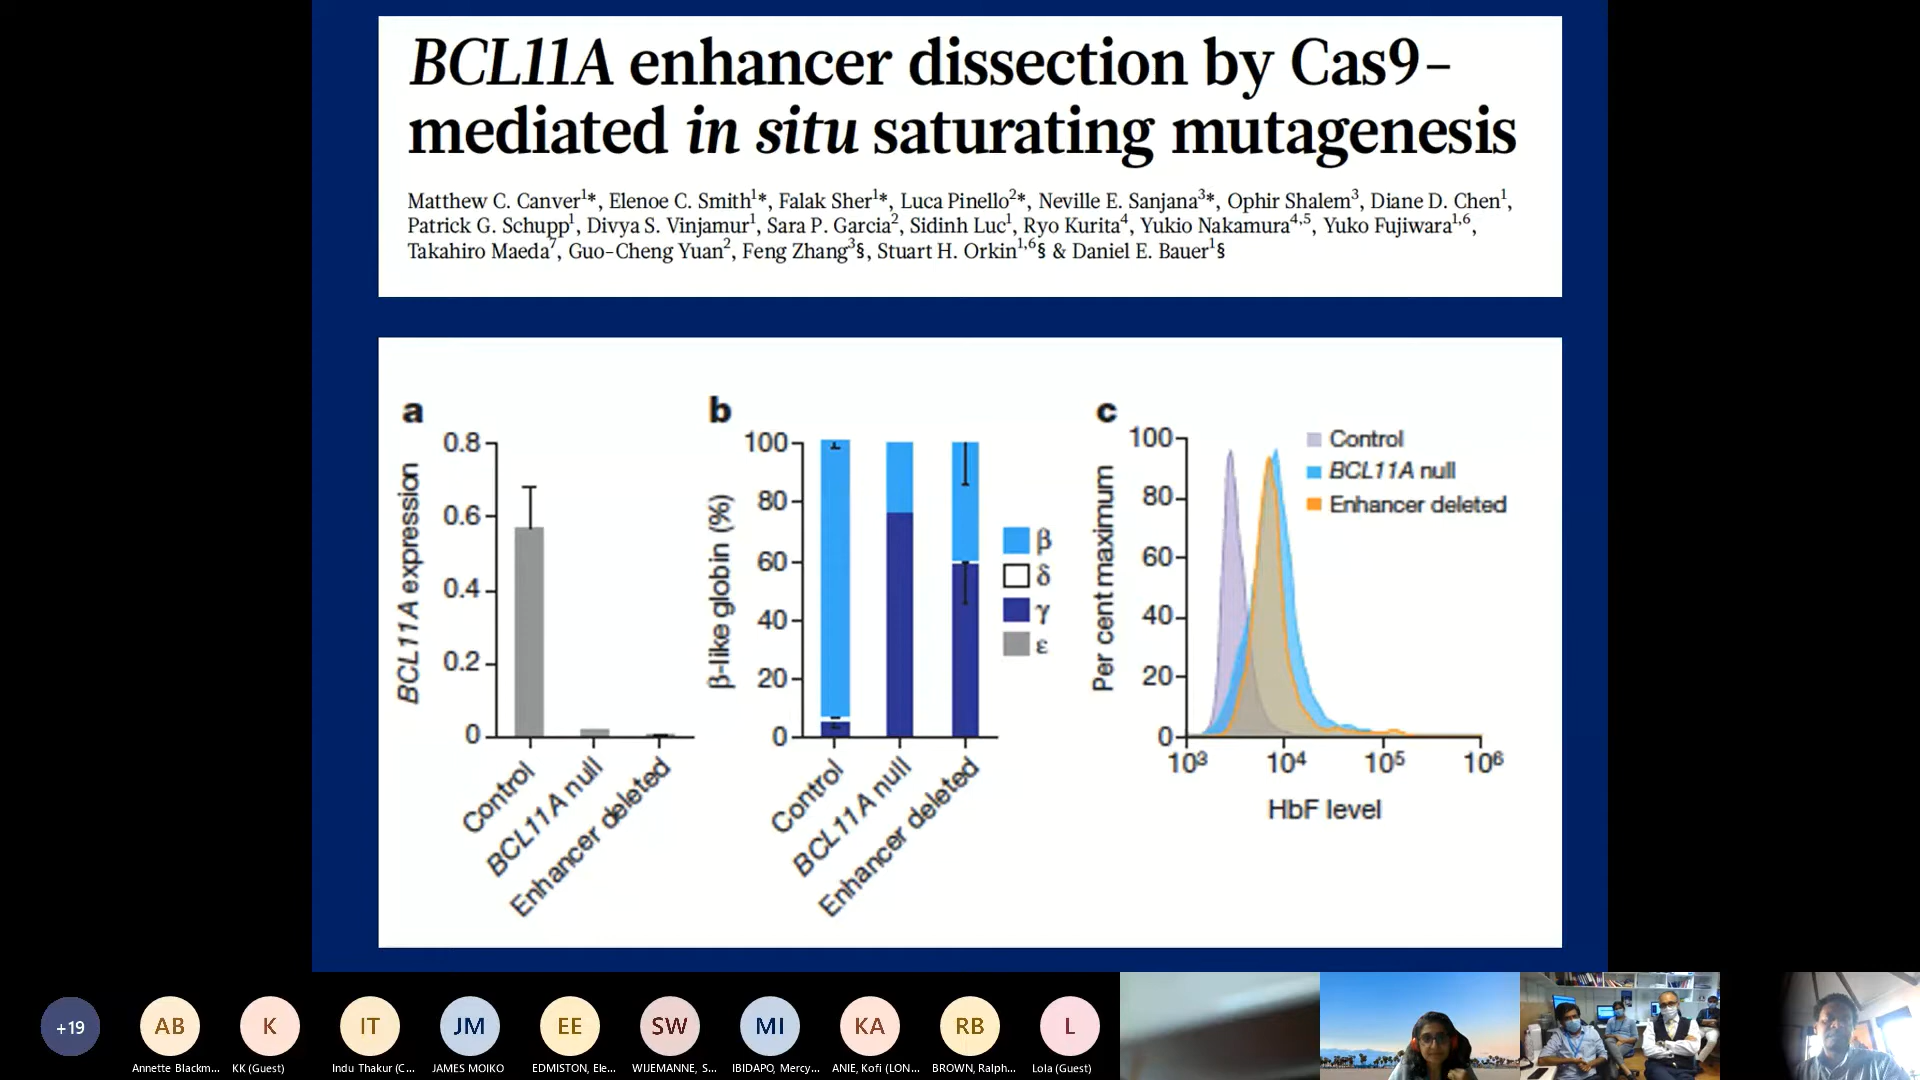 BCL11A enhancer dissection by Cas9–
mediated in situ saturating mutagenesis
Matthew C. Canver1*, Elenoe C. Smith1*, Falak Sher1*, Luca Pinello2*, Neville E. Sanjana3*, Ophir Shalem3, Diane D. Chen1,
Patrick G. Schupp1, Divya S. Vinjamur1, Sara P. Garcia2, Sidinh Luc1, Ryo Kurita4, Yukio Nakamura4,5, Yuko Fujiwara1,6,
Takahiro Maeda7, Guo-Cheng Yuan2, Feng Zhang3§, Stuart H. Orkin1,6§ & Daniel E. Bauer1§
a
BCL11A expression
0.8
0.6
0.4
0.2
0
Control
BCL11A null
Enhancer deleted
b
β-like globin (%)
100
80
60
40
20
0
Control
BCL11A null
Enhancer deleted
β
δ
γ
ε
c
Per cent maximum
100
80
60
40
20
0
10³ 10⁴ 10⁵ 10⁶
HbF level
Control
BCL11A null
Enhancer deleted
+19 AB K IT JM EE SW MI KA RB L
Annette Blackm... KK (Guest) Indu Thakur (C... JAMES MOIKO EDMISTON, Ele... WIJEMANNE, S... IBIDAPO, Mercy... ANIE, Kofi (LON... BROWN, Ralph... Lola (Guest)